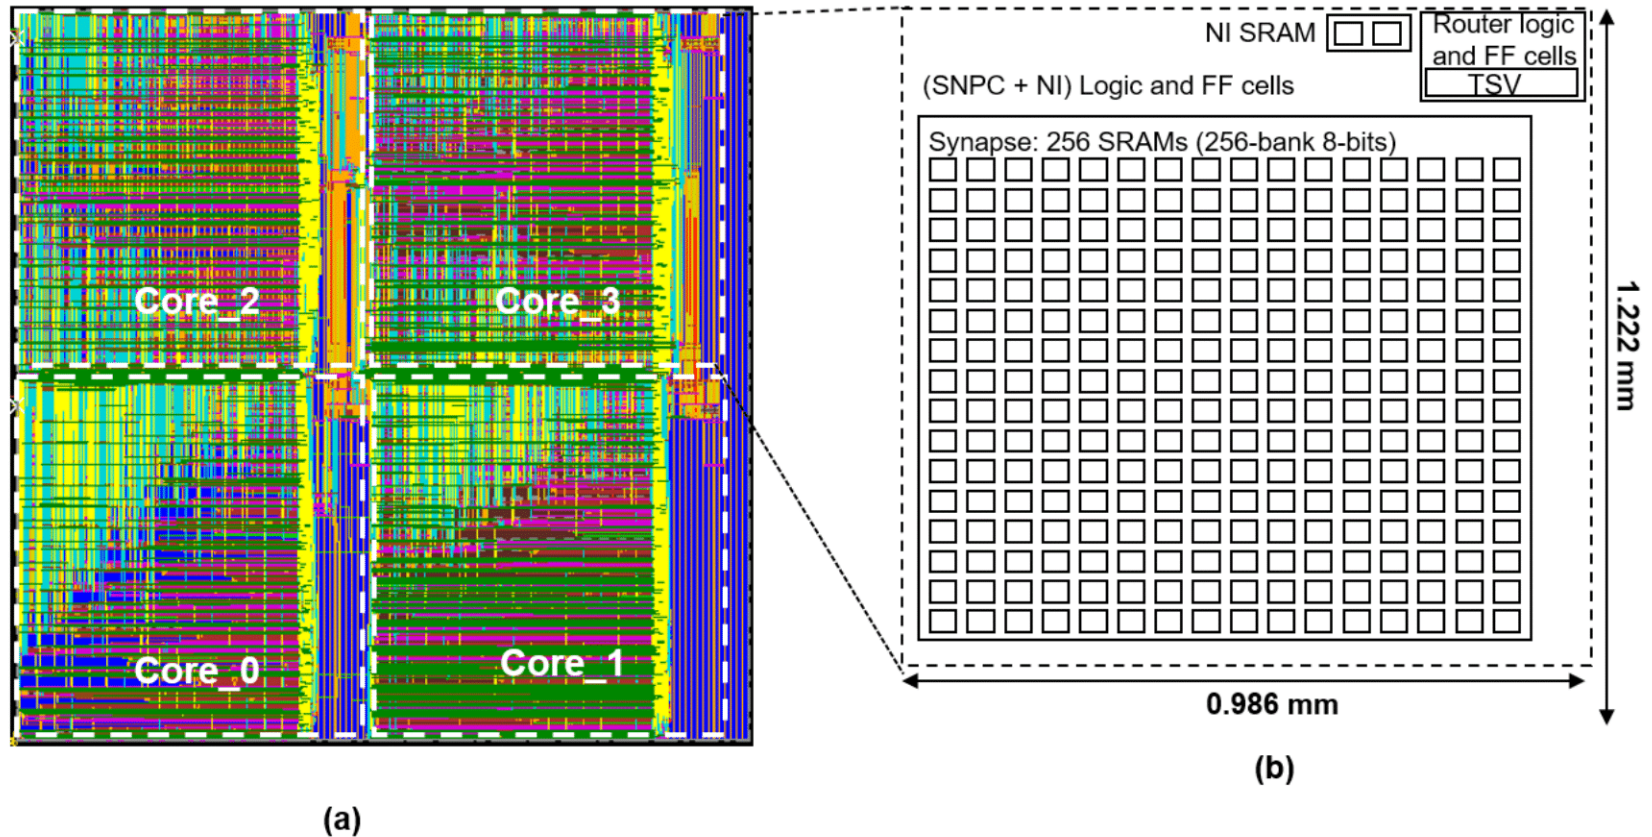 Core_2
Core_3
Core_0
Core_1
(a)
NI SRAM
Router logic
and FF cells
TSV
(SNPC + NI) Logic and FF cells
Synapse: 256 SRAMs (256-bank 8-bits)
1.222 mm
0.986 mm
(b)